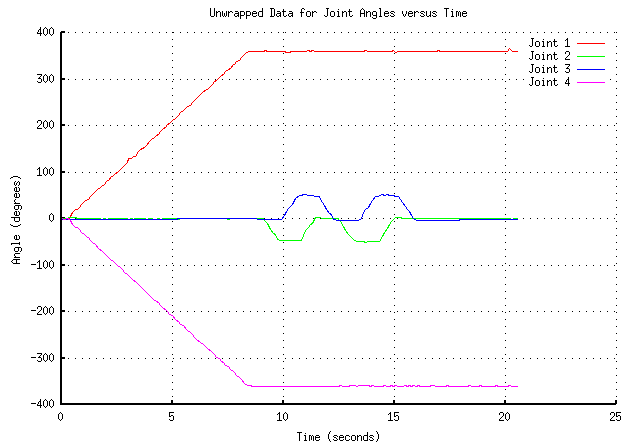 Unwrapped Data for Joint Angles versus Time
400
300
200
100
0
-100
-200
-300
-400
Angle (degrees)
Joint 1
Joint 2
Joint 3
Joint 4
0 5 10 15 20 25
Time (seconds)